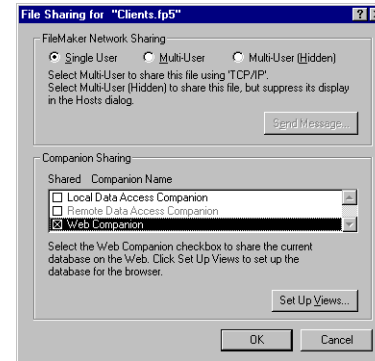 File Sharing for "Clients.fp5"
FileMaker Network Sharing
Single User Multi-User Multi-User (Hidden)
Select Multi-User to share this file using 'TCP/IP'.
Select Multi-User (Hidden) to share this file, but suppress its display
in the Hosts dialog.
Send Message...
Companion Sharing
Shared Companion Name
Local Data Access Companion
Remote Data Access Companion
Web Companion
Select the Web Companion checkbox to share the current
database on the Web. Click Set Up Views to set up the
database for the browser.
Set Up Views...
OK Cancel